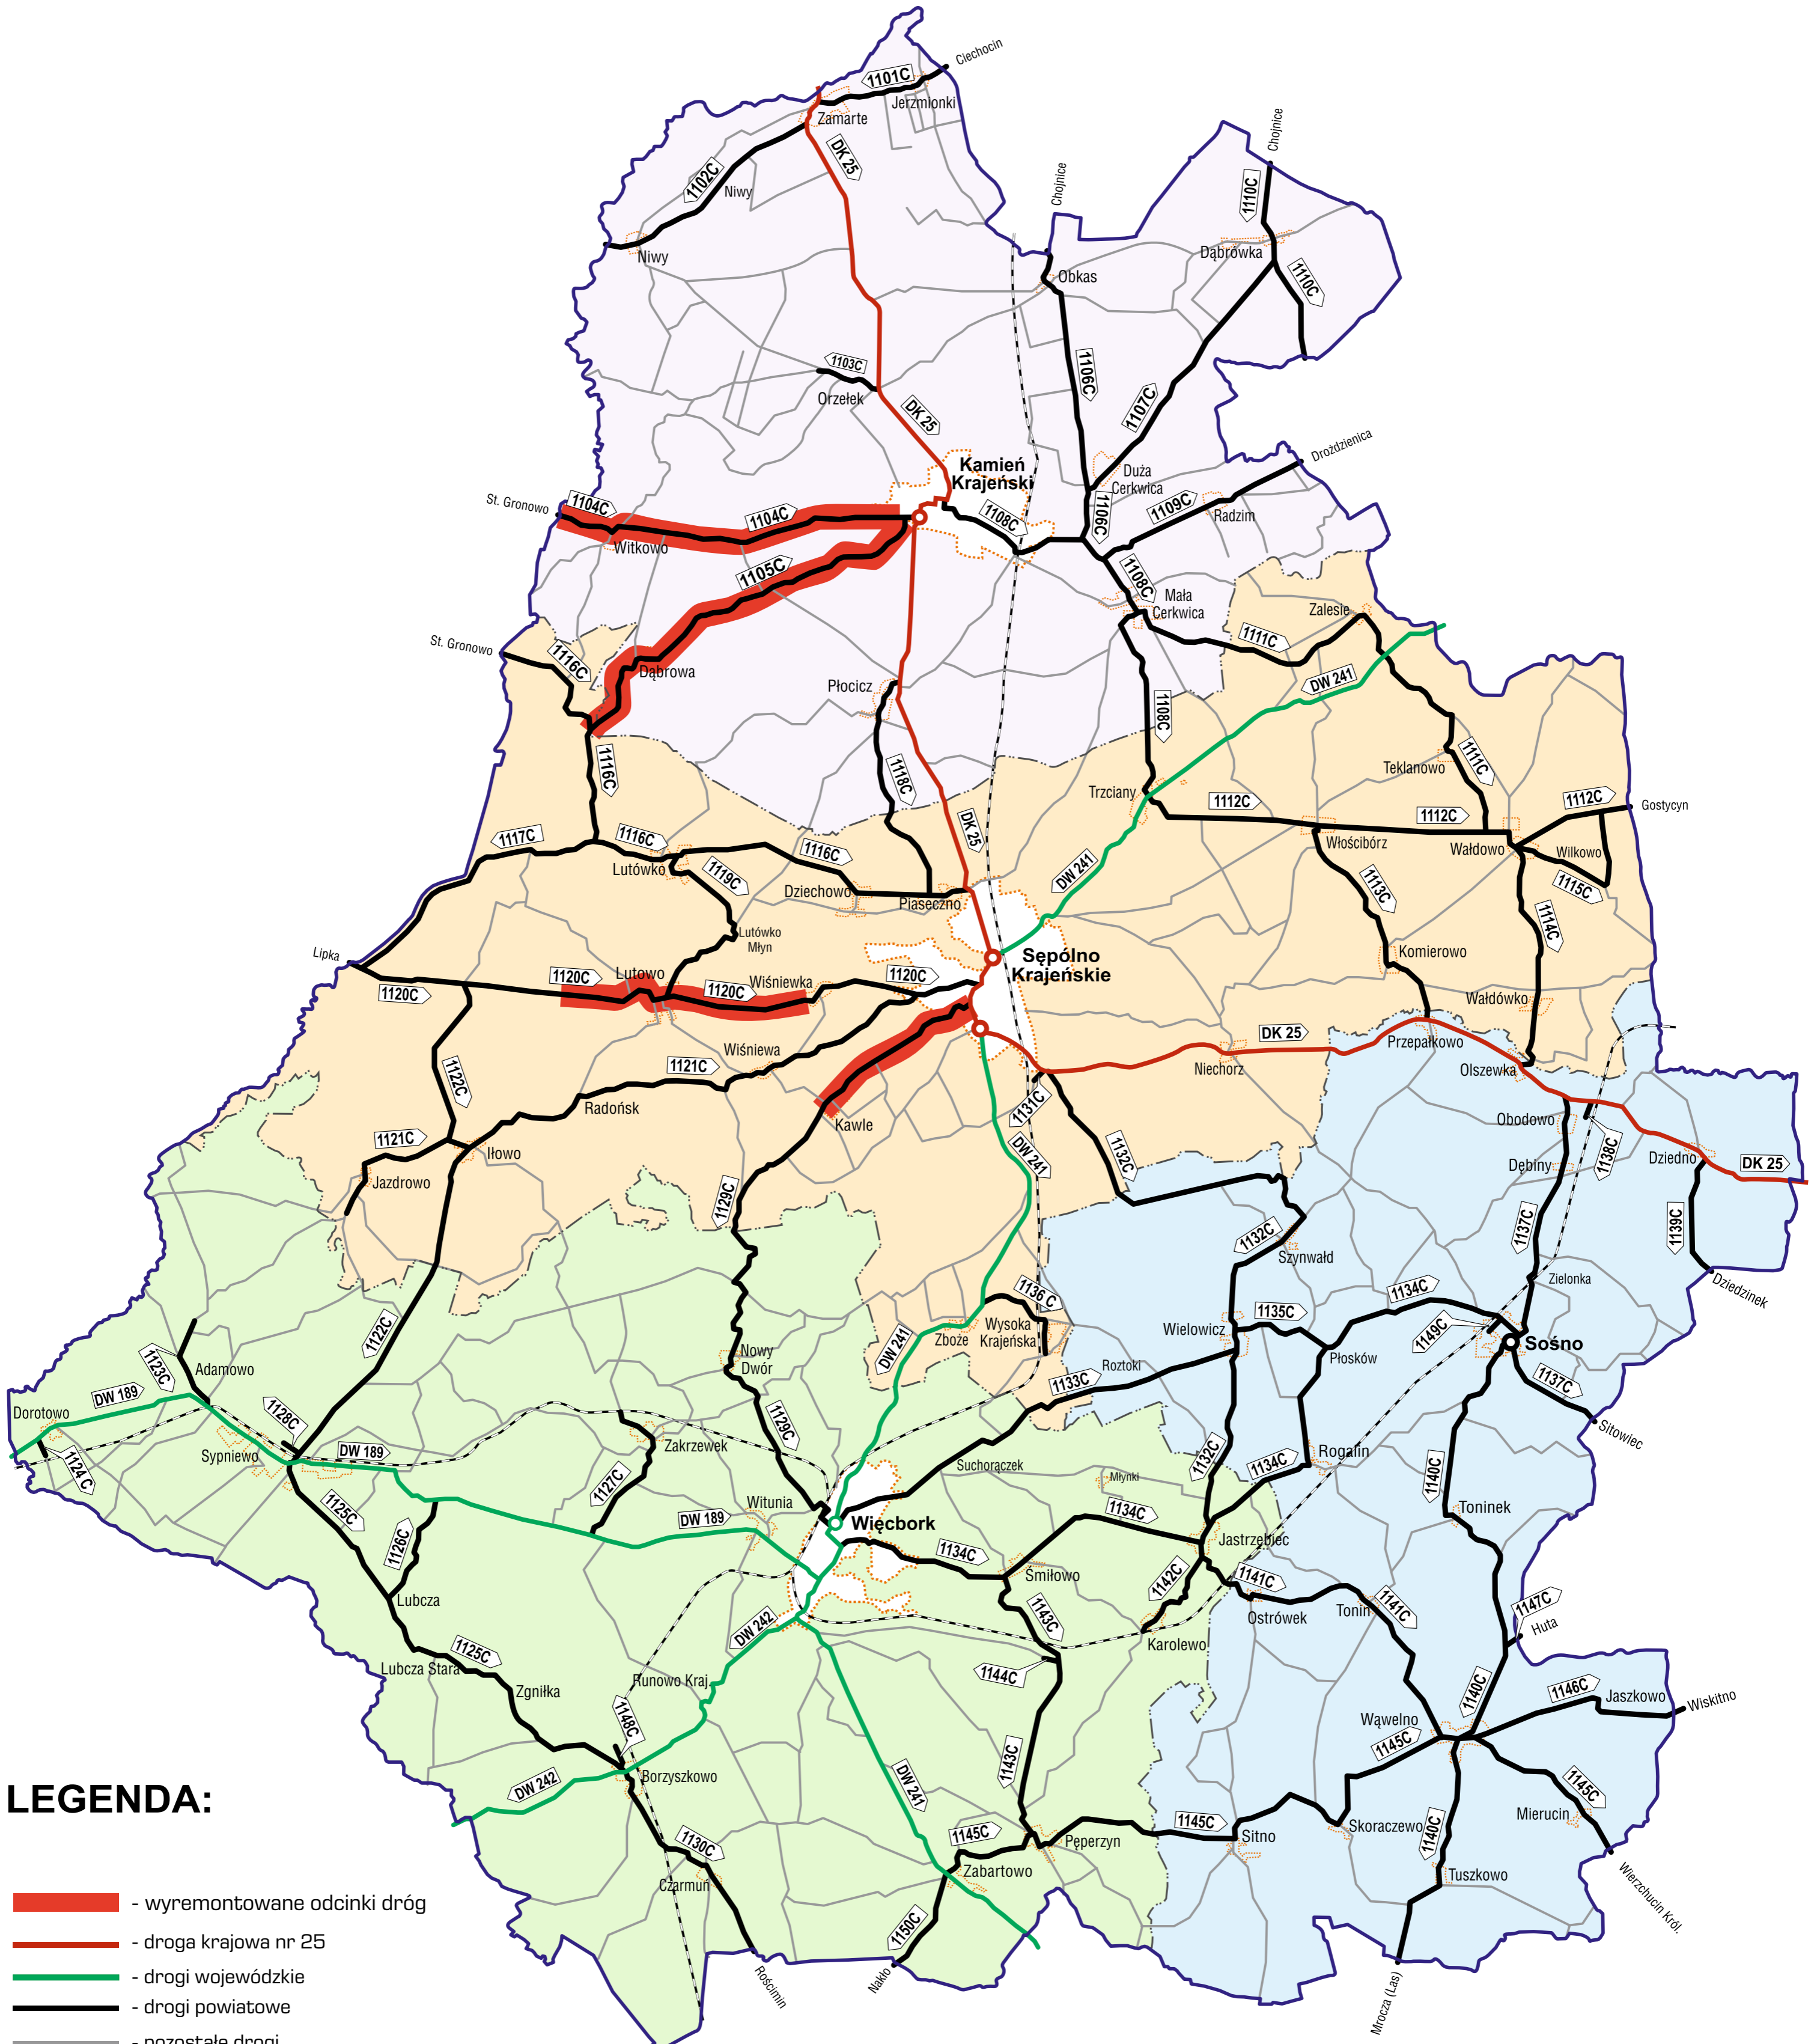 Ciechocin
1101C
Jerzmionki
Zamarte
DK 25
1102C
Niwy
Niwy
Chojnice
Chojnice
1110C
Dąbrówka
1110C
Obkas
1103C
Orzełek
DK 25
1106C
1107C
Kamień
Krajeński
Duża
Cerkwica
Drożdzienica
St. Gronowo
1104C
1104C
Witkowo
1108C
1106C
1109C
Radzim
1105C
1108C
Mała
Cerkwica
Zalesie
1111C
St. Gronowo
1116C
Dąbrowa
Płocicz
DW 241
1108C
1116C
1118C
Teklanowo
1111C
Trzciany
1112C
1112C
1112C
Gostycyn
1117C
1116C
1116C
DK 25
Włościbórz
Wałdowo
Wilkowo
Lutówko
1119C
Dziechowo
Piaseczno
DW 241
1113C
1115C
1114C
Lutówko
Młyn
Lipka
Sępólno
Krajeńskie
Komierowo
1120C
1120C
Lutowo
1120C
Wiśniewka
1120C
Wałdówko
DK 25
Przepałkowo
Wiśniewa
1121C
Niechorz
Olszewka
1122C
Radońsk
Kawle
1131C
Obodowo
1138C
1121C
Iłowo
DW 241
1132C
Dębiny
Dziedno
DK 25
Jazdrowo
1129C
1137C
1139C
1132C
Szynwałd
Zielonka
Dziedzinek
1122C
1136 C
1134C
Wysoka
Krajeńska
Zboże
Wielowicz
1135C
1149C
Sośno
1123C
Adamowo
DW 241
Nowy
Dwór
Roztoki
Płosków
1133C
1137C
DW 189
Dorotowo
1128C
1129C
Sitowiec
1124 C
Sypniewo
DW 189
Zakrzewek
Suchorączek
Młynki
1132C
1134C
Rogalin
1140C
1125C
1127C
Witunia
DW 189
Więcbork
1134C
Toninek
1126C
1134C
Jastrzębiec
Śmiłowo
1142C
1141C
Lubcza
1143C
Ostrówek
Tonin
1141C
1147C
Huta
DW 242
Karolewo
1125C
Lubcza Stara
1144C
Zgniłka
Runowo Kraj.
1140C
1146C
Jaszkowo
Wiskitno
1148C
Wąwelno
1145C
LEGENDA:
DW 242
Borzyszkowo
1143C
DW 241
1145C
Mierucin
1130C
1145C
Pęperzyn
1145C
Sitno
Skoraczewo
1140C
Czarmuń
Zabartowo
Tuszkowo
Wierzchucin Król.
- wyremontowane odcinki dróg
1150C
- droga krajowa nr 25
Rościmin
Nakło
Mrocza (Las)
- drogi wojewódzkie
- drogi powiatowe
- pozostałe drogi